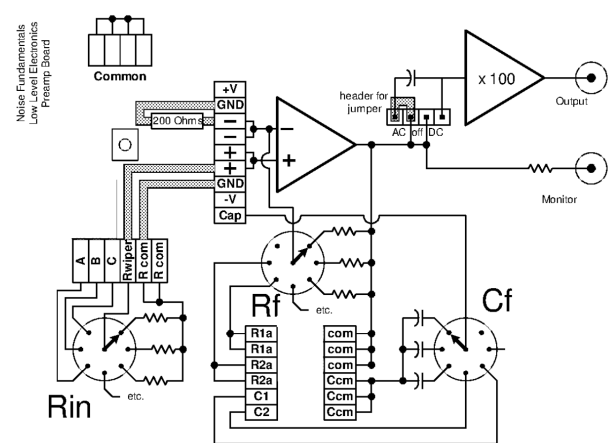 Noise Fundamentals
Low Level Electronics
Preamp Board
Common
+V
GND
−
−
+
+
GND
-V
Cap
200 Ohms
−
+
header for
jumper
AC off DC
x 100
Output
Monitor
A
B
C
Rwiper
R com
R com
etc.
Rin
Rf
etc.
R1a
R1a
R2a
R2a
C1
C2
com
com
com
Ccm
Ccm
Ccm
Cf